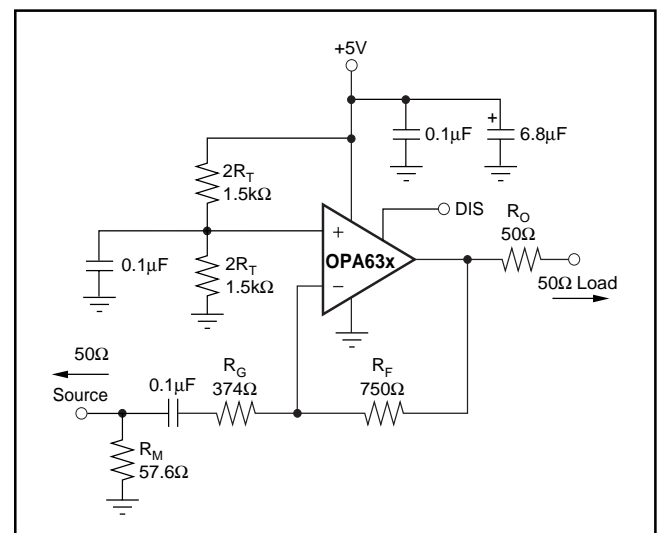 +5V
+
0.1μF
6.8μF
2R_T
1.5kΩ
DIS
R_O
50Ω
+
OPA63x
−
0.1μF
2R_T
1.5kΩ
50Ω Load
50Ω
Source
0.1μF
R_G
374Ω
R_F
750Ω
R_M
57.6Ω